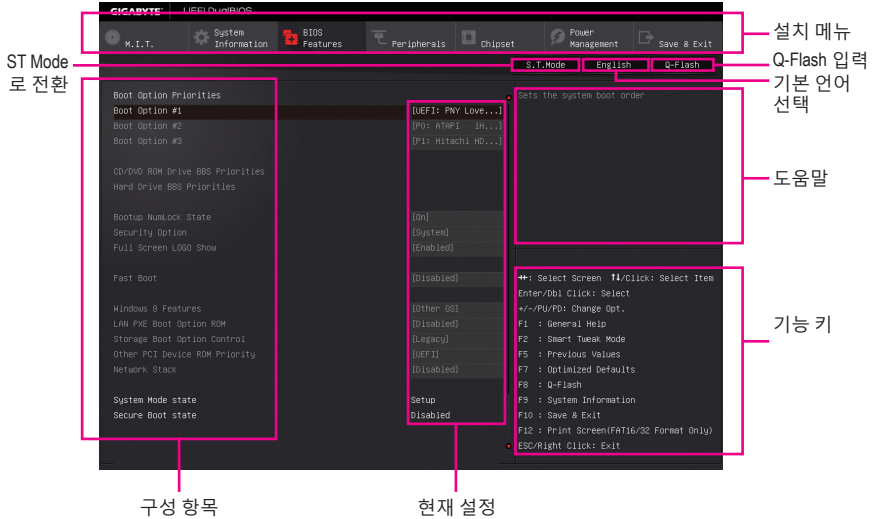 GIGABYTE UEFI DualBIOS
M.I.T.
System Information
BIOS Features
Peripherals
Chipset
Power Management
Save & Exit
설치 메뉴
ST Mode
로 전환
S.T.Mode English Q-Flash
Q-Flash 입력
기본 언어
선택
Boot Option Priorities
Boot Option #1 [UEFI: PNY Love...]
Boot Option #2 [P0: ATAPI iH...]
Boot Option #3 [P1: Hitachi HD...]
CD/DVD ROM Drive BBS Priorities
Hard Drive BBS Priorities
Bootup NumLock State [On]
Security Option [System]
Full Screen LOGO Show [Enabled]
Fast Boot [Disabled]
Windows 8 Features [Other OS]
LAN PXE Boot Option ROM [Disabled]
Storage Boot Option Control [Legacy]
Other PCI Device ROM Priority [UEFI]
Network Stack [Disabled]
System Mode state Setup
Secure Boot state Disabled
Sets the system boot order
도움말
→←: Select Screen ↑↓/Click: Select Item
Enter/Dbl Click: Select
+/-/PU/PD: Change Opt.
F1 : General Help
F2 : Smart Tweak Mode
F5 : Previous Values
F7 : Optimized Defaults
F8 : Q-Flash
F9 : System Information
F10 : Save & Exit
F12 : Print Screen(FAT16/32 Format Only)
ESC/Right Click: Exit
기능 키
구성 항목
현재 설정